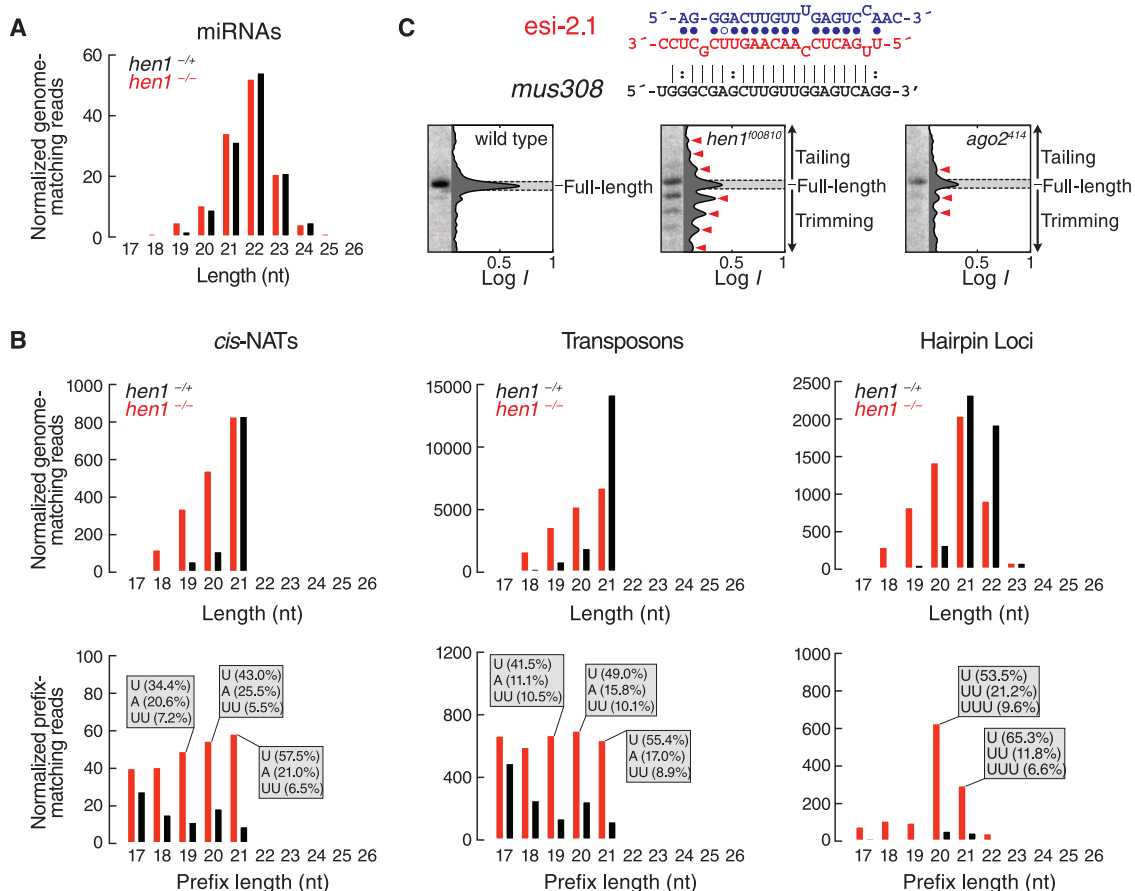 A
miRNAs
hen1 −/+
hen1 −/−
Normalized genome-
matching reads
60
40
20
0
17 18 19 20 21 22 23 24 25 26
Length (nt)
C
esi-2.1
5´-AG-GGACUUGUUUGAGUCCAAC-3´
3´-CCUCGCUUGAACAACCUCAGUU-5´
mus308
5´-UGGGCGAGCUUGUUGGAGUCAGG-3’
wild type
Full-length
0.5 1
Log I
hen1f00810
Tailing
Full-length
Trimming
0.5 1
Log I
ago2414
Tailing
Full-length
Trimming
0.5 1
Log I
B
cis-NATs
hen1 −/+
hen1 −/−
Normalized genome-
matching reads
1000
800
600
400
200
0
17 18 19 20 21 22 23 24 25 26
Length (nt)
Transposons
hen1 −/+
hen1 −/−
15000
10000
5000
0
17 18 19 20 21 22 23 24 25 26
Length (nt)
Hairpin Loci
hen1 −/+
hen1 −/−
2500
2000
1500
1000
500
0
17 18 19 20 21 22 23 24 25 26
Length (nt)
Normalized prefix-
matching reads
100
80
60
40
20
0
U (34.4%)
A (20.6%)
UU (7.2%)
U (43.0%)
A (25.5%)
UU (5.5%)
U (57.5%)
A (21.0%)
UU (6.5%)
17 18 19 20 21 22 23 24 25 26
Prefix length (nt)
1200
900
600
300
0
U (41.5%)
A (11.1%)
UU (10.5%)
U (49.0%)
A (15.8%)
UU (10.1%)
U (55.4%)
A (17.0%)
UU (8.9%)
17 18 19 20 21 22 23 24 25 26
Prefix length (nt)
1000
800
600
400
200
0
U (53.5%)
UU (21.2%)
UUU (9.6%)
U (65.3%)
UU (11.8%)
UUU (6.6%)
17 18 19 20 21 22 23 24 25 26
Prefix length (nt)